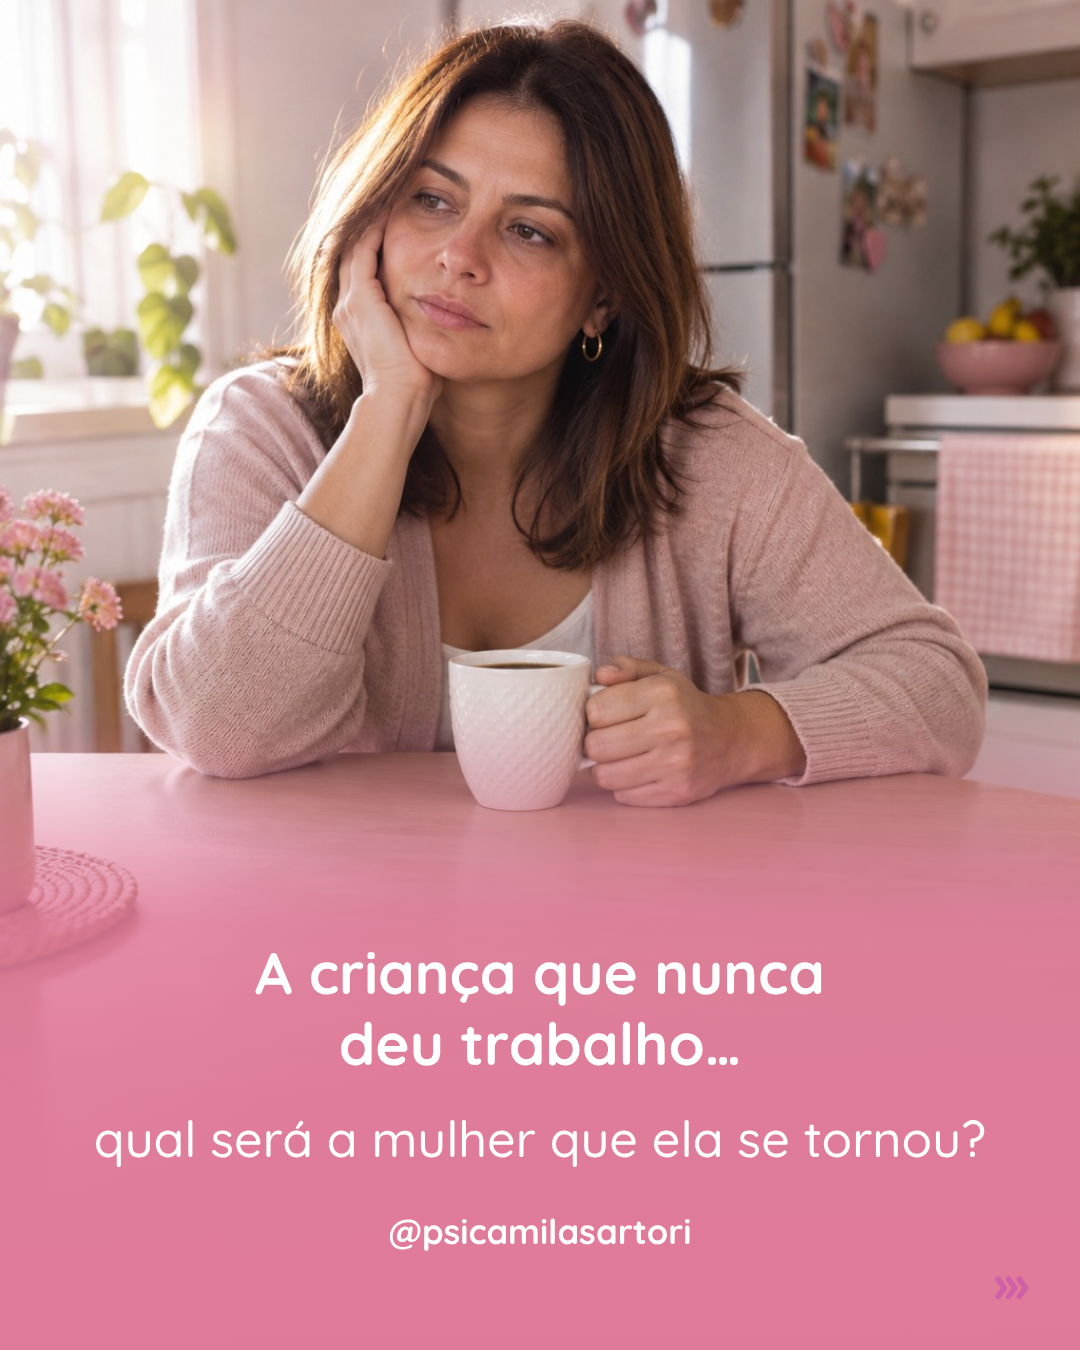 A criança que nunca
deu trabalho...
qual será a mulher que ela se tornou?
@psicamilasartori